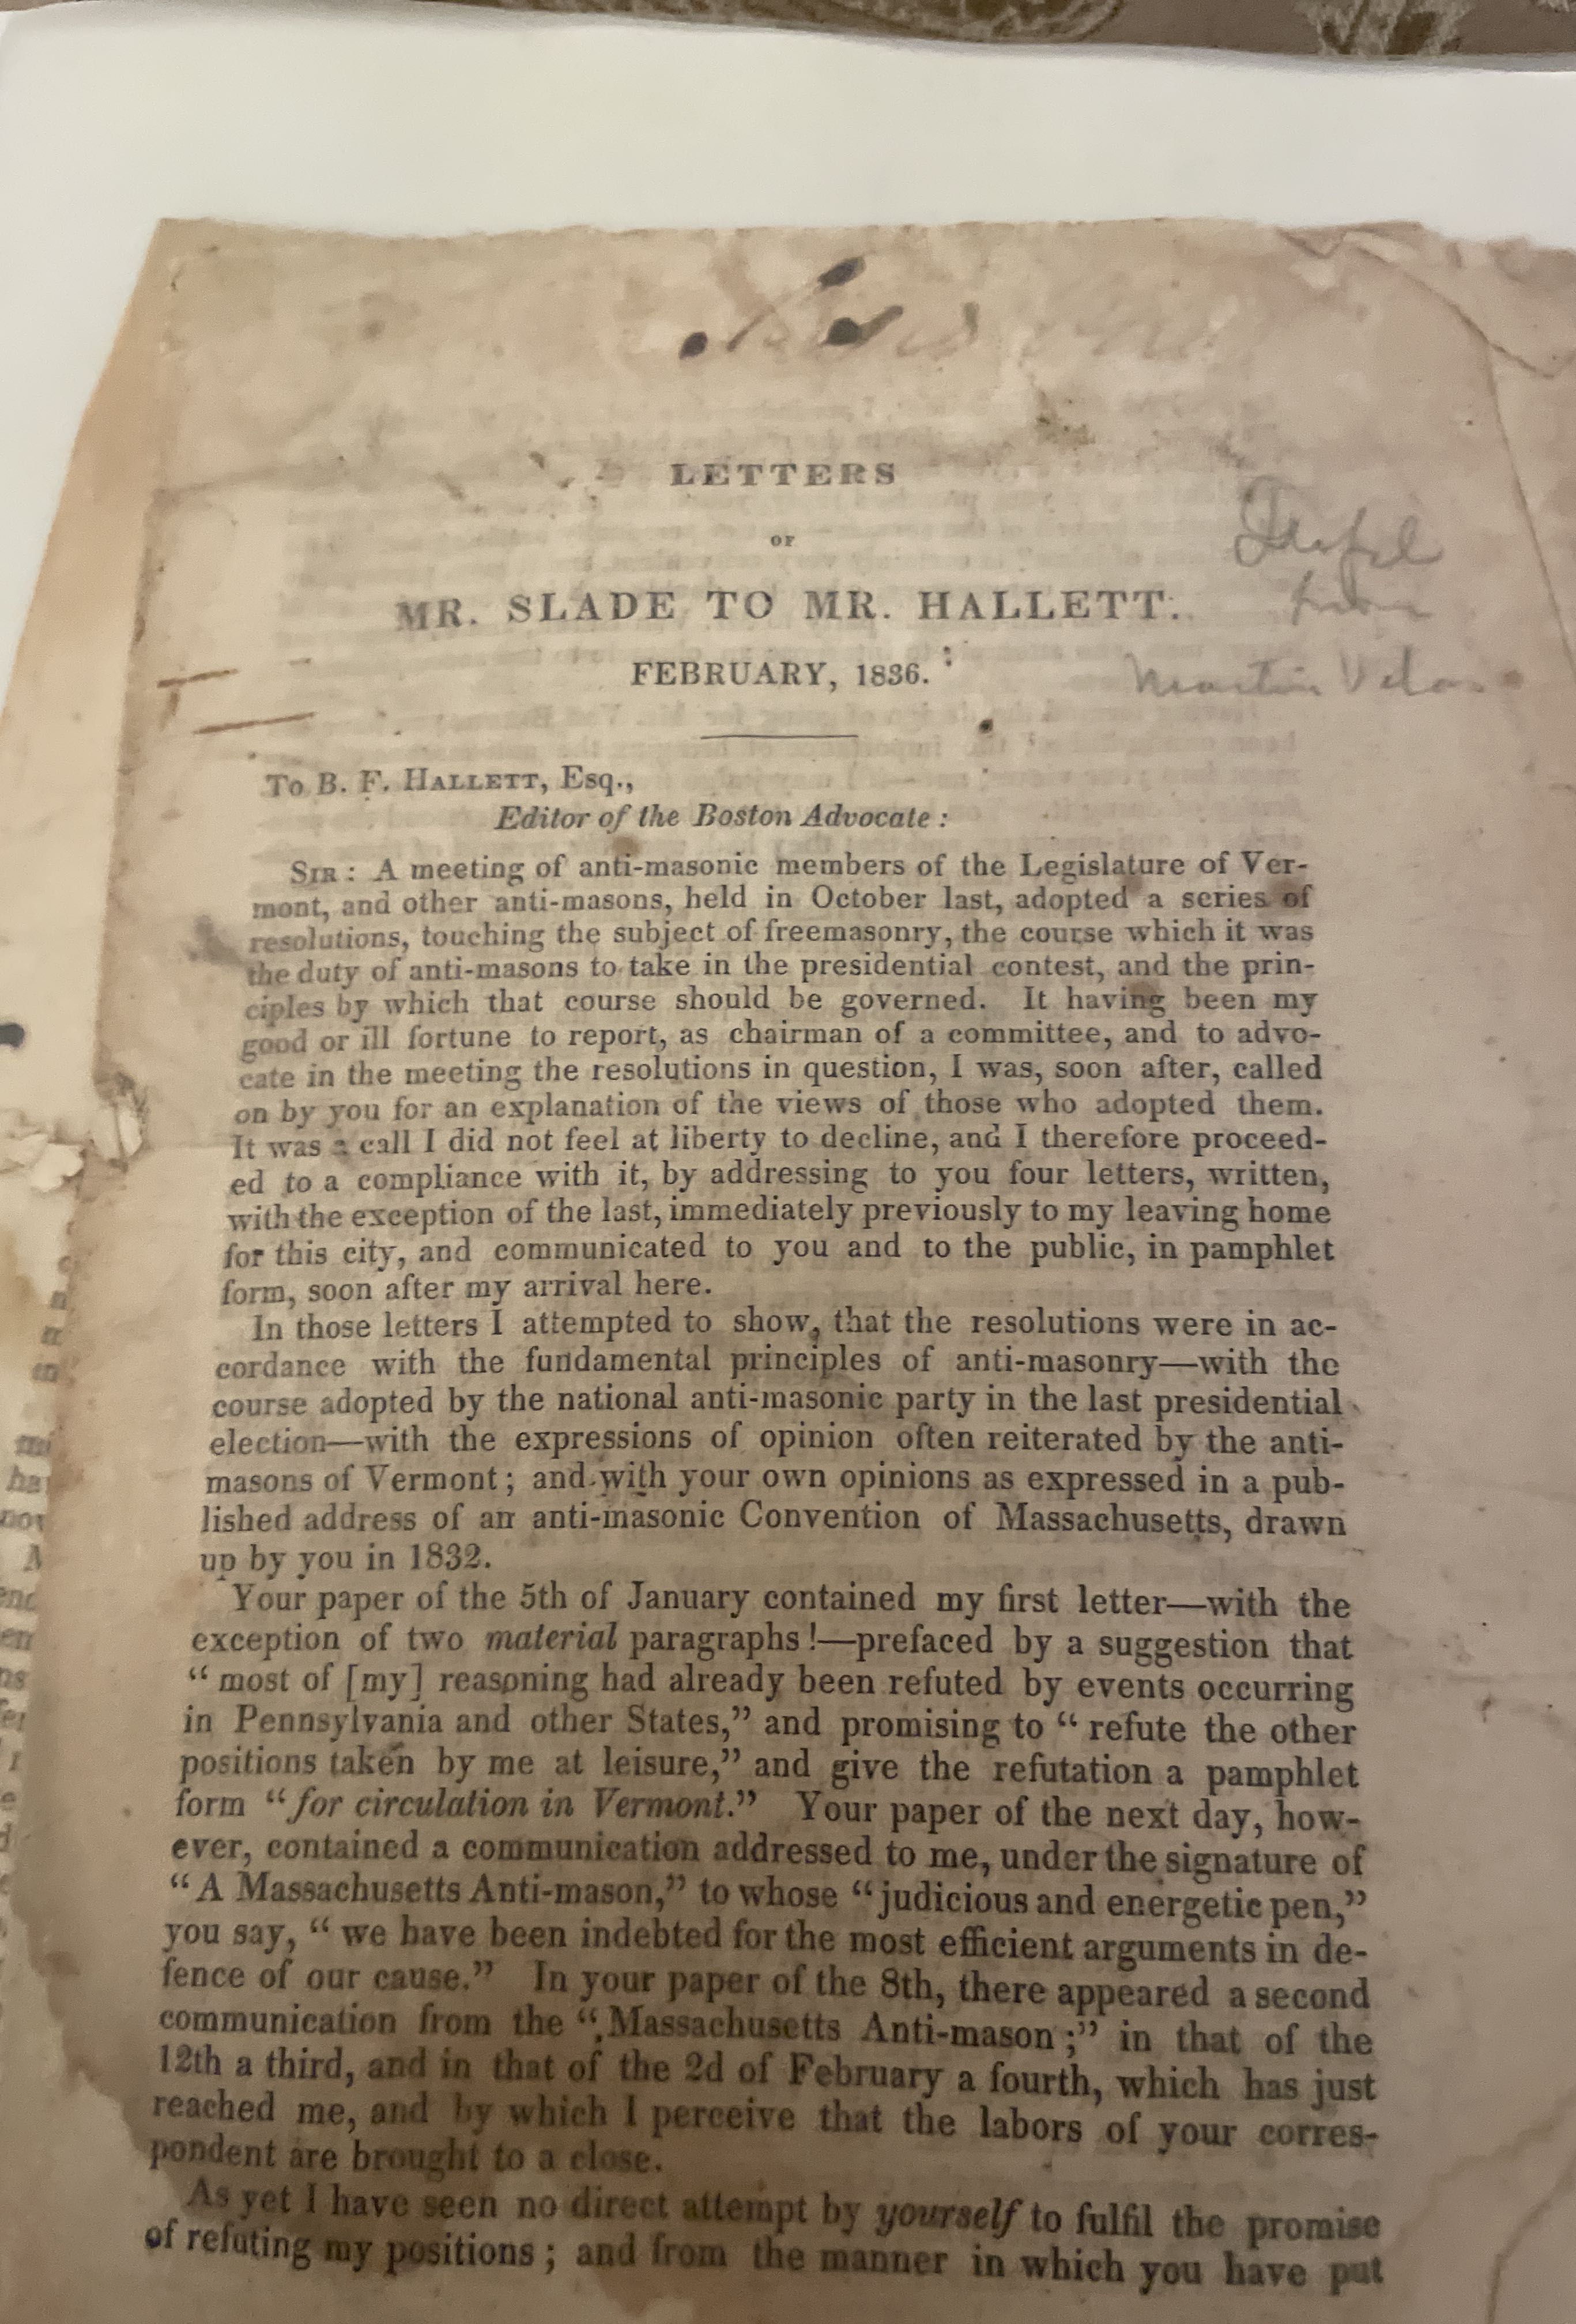 LETTERS
OF
MR. SLADE TO MR. HALLETT.
FEBRUARY, 1836.
To B. F. HALLETT, Esq.,
Editor of the Boston Advocate :
SIR : A meeting of anti-masonic members of the Legislature of Ver-
mont, and other anti-masons, held in October last, adopted a series of
resolutions, touching the subject of freemasonry, the course which it was
the duty of anti-masons to take in the presidential contest, and the prin-
ciples by which that course should be governed. It having been my
good or ill fortune to report, as chairman of a committee, and to advo-
cate in the meeting the resolutions in question, I was, soon after, called
on by you for an explanation of the views of those who adopted them.
It was a call I did not feel at liberty to decline, and I therefore proceed-
ed to a compliance with it, by addressing to you four letters, written,
with the exception of the last, immediately previously to my leaving home
for this city, and communicated to you and to the public, in pamphlet
form, soon after my arrival here.
In those letters I attempted to show, that the resolutions were in ac-
cordance with the fundamental principles of anti-masonry—with the
course adopted by the national anti-masonic party in the last presidential
election—with the expressions of opinion often reiterated by the anti-
masons of Vermont ; and with your own opinions as expressed in a pub-
lished address of an anti-masonic Convention of Massachusetts, drawn
up by you in 1832.
Your paper of the 5th of January contained my first letter—with the
exception of two material paragraphs !—prefaced by a suggestion that
“ most of [my] reasoning had already been refuted by events occurring
in Pennsylvania and other States,” and promising to “ refute the other
positions taken by me at leisure,” and give the refutation a pamphlet
form “ for circulation in Vermont.” Your paper of the next day, how-
ever, contained a communication addressed to me, under the signature of
“ A Massachusetts Anti-mason,” to whose “ judicious and energetic pen,”
you say, “ we have been indebted for the most efficient arguments in de-
fence of our cause.” In your paper of the 8th, there appeared a second
communication from the “ Massachusetts Anti-mason ;” in that of the
12th a third, and in that of the 2d of February a fourth, which has just
reached me, and by which I perceive that the labors of your corres-
pondent are brought to a close.
As yet I have seen no direct attempt by yourself to fulfil the promise
of refuting my positions ; and from the manner in which you have put